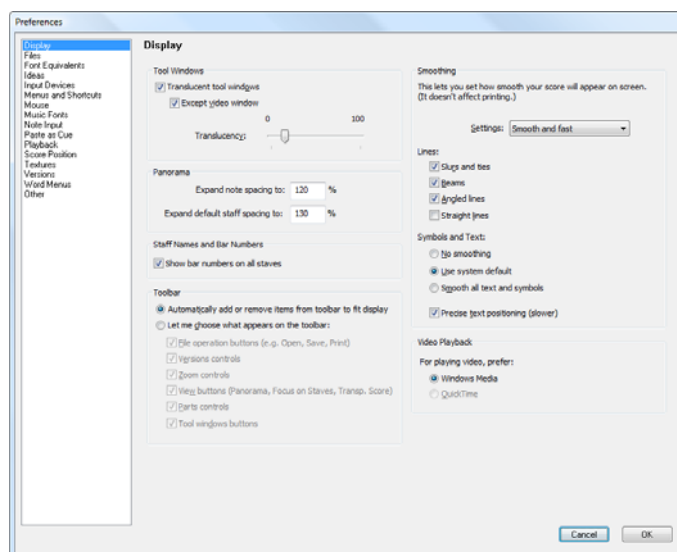 Preferences
Display
Files
Font Equivalents
Ideas
Input Devices
Menus and Shortcuts
Mouse
Music Fonts
Note Input
Paste as Cue
Playback
Score Position
Textures
Versions
Word Menus
Other
Display
Tool Windows
Translucent tool windows
Except video window
0 100
Translucency:
Panorama
Expand note spacing to: 120 %
Expand default staff spacing to: 130 %
Staff Names and Bar Numbers
Show bar numbers on all staves
Toolbar
Automatically add or remove items from toolbar to fit display
Let me choose what appears on the toolbar:
File operation buttons (e.g. Open, Save, Print)
Versions controls
Zoom controls
View buttons (Panorama, Focus on Staves, Transp. Score)
Parts controls
Tool windows buttons
Smoothing
This lets you set how smooth your score will appear on screen.
(It doesn't affect printing.)
Settings: Smooth and fast
Lines:
Slurs and ties
Beams
Angled lines
Straight lines
Symbols and Text:
No smoothing
Use system default
Smooth all text and symbols
Precise text positioning (slower)
Video Playback
For playing video, prefer:
Windows Media
QuickTime
Cancel OK